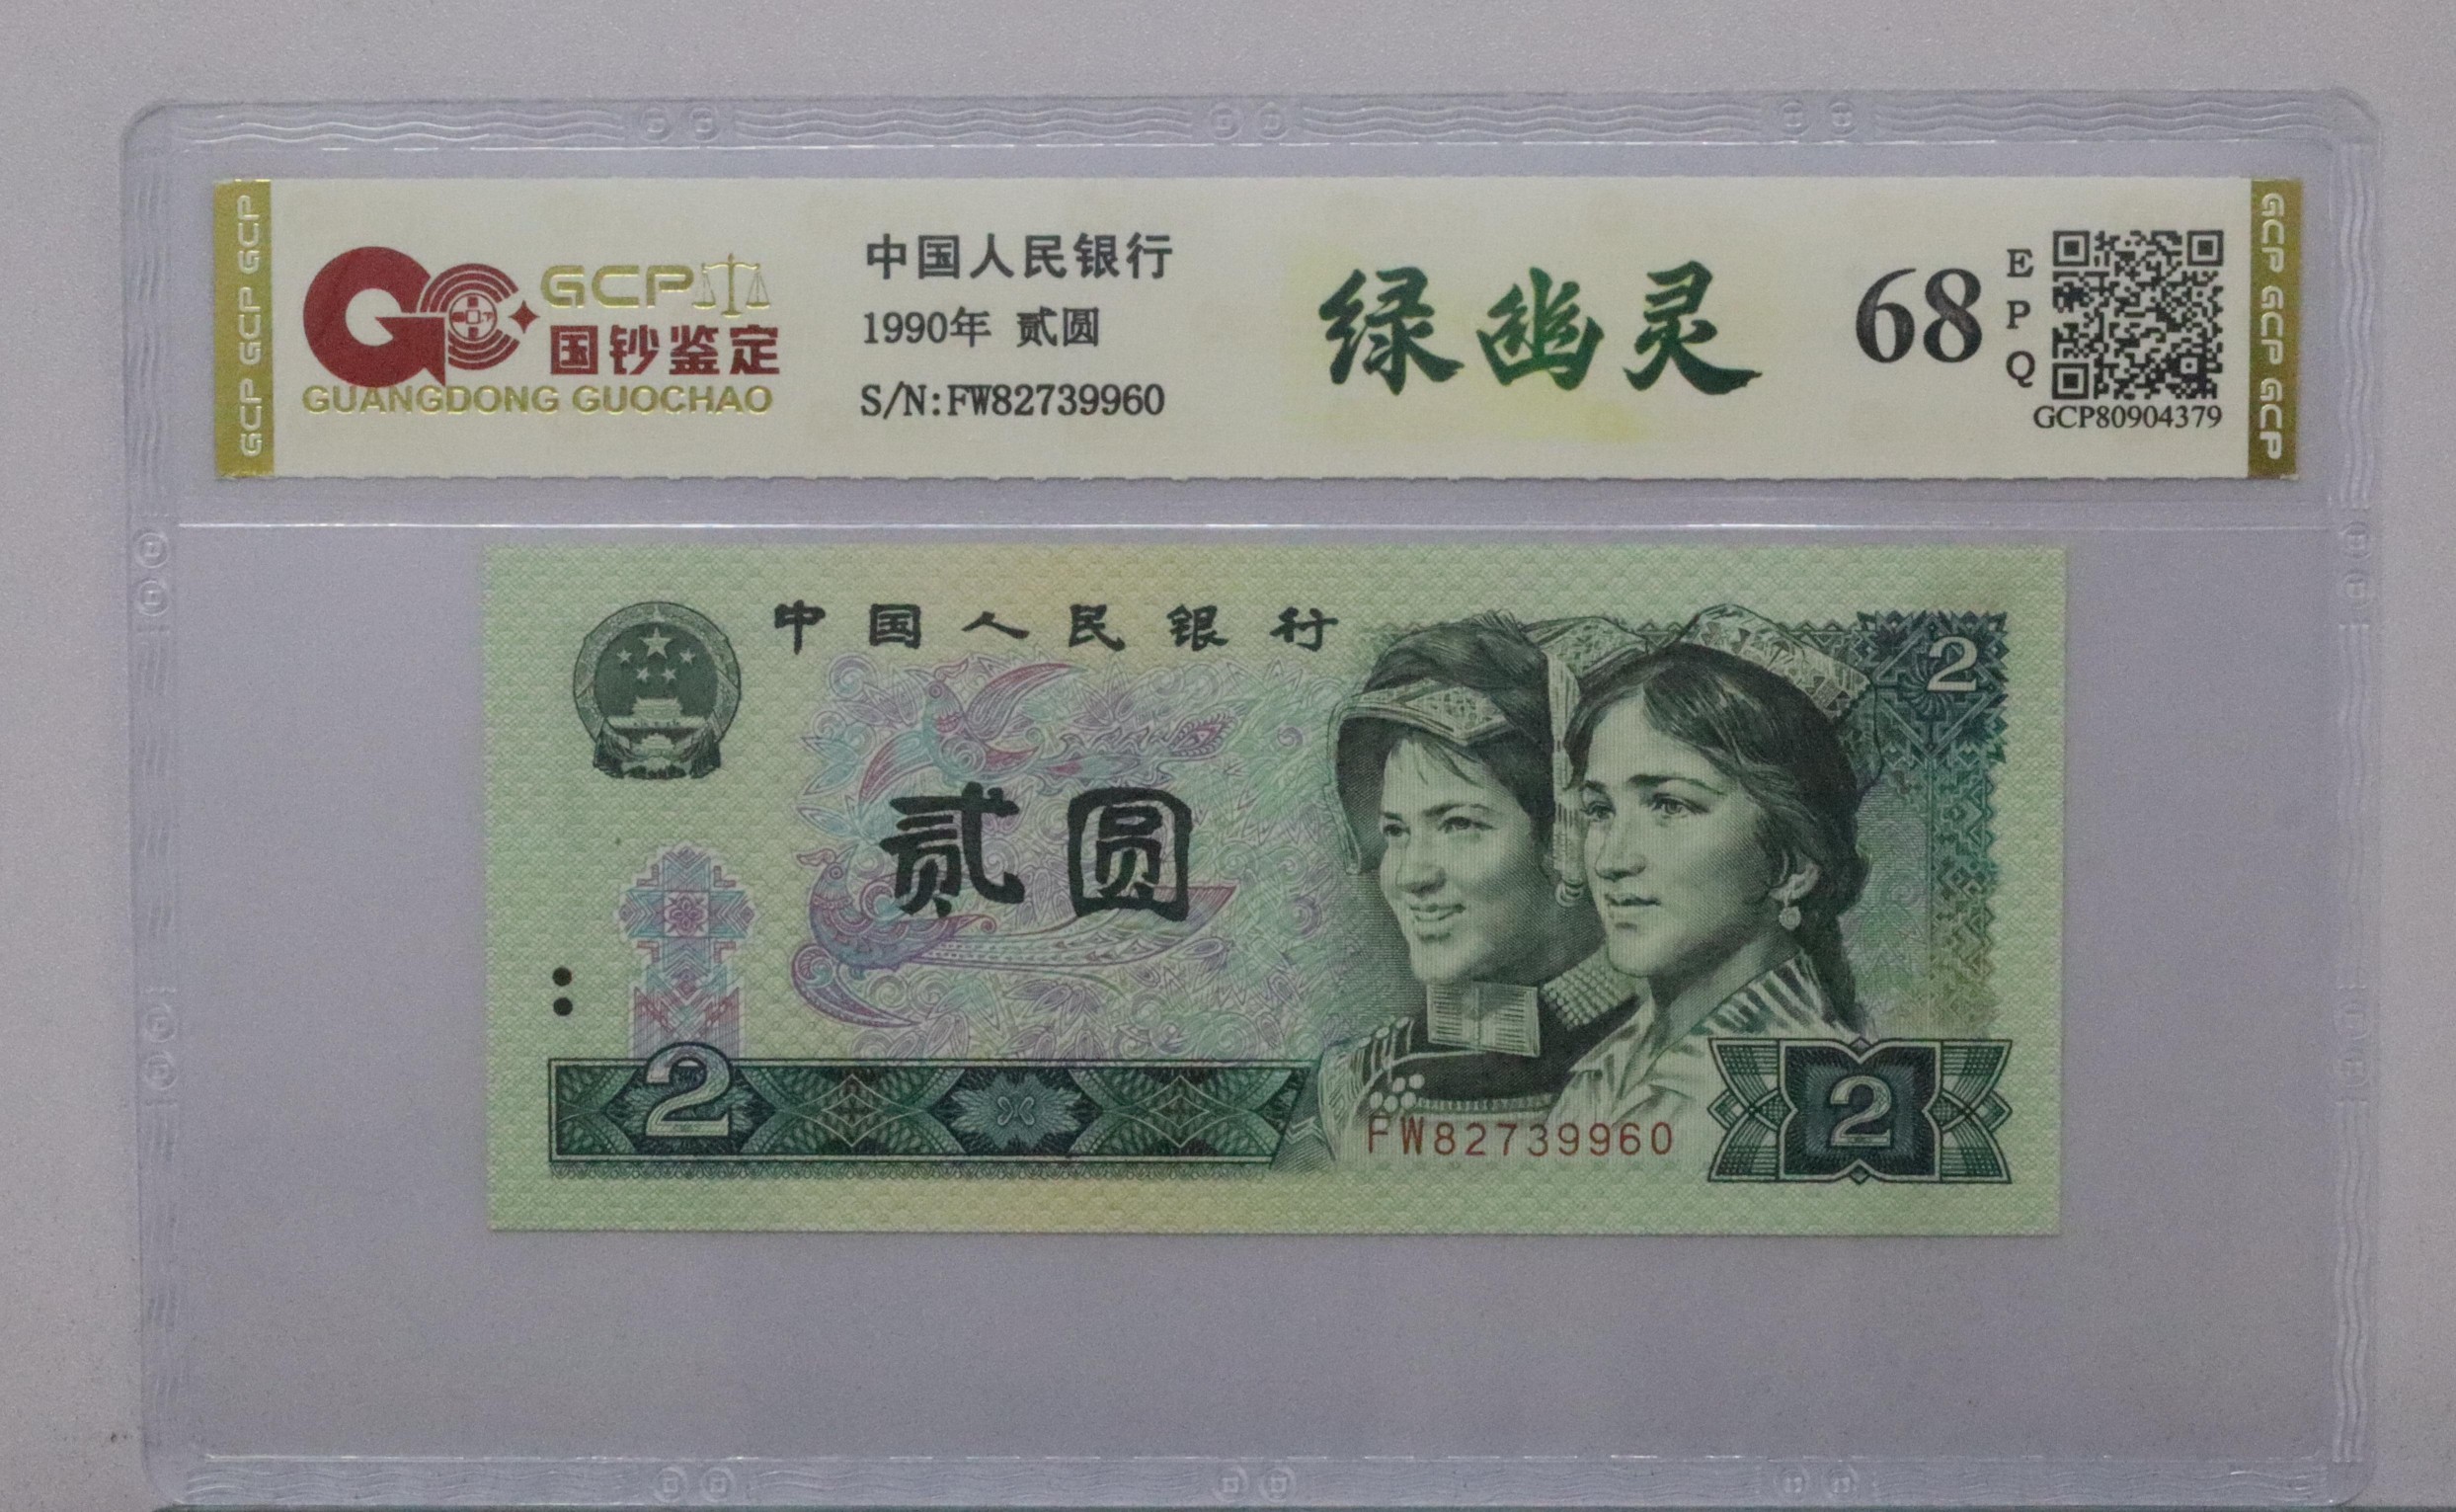 GCP GCP GCP
GCP
国钞鉴定
GUANGDONG GUOCHAO
中国人民银行
1990年 贰圆
S/N:FW82739960
绿幽灵
68
E
P
Q
GCP80904379
GCP GCP GCP
中国人民银行
2
贰圆
2
FW82739960
2